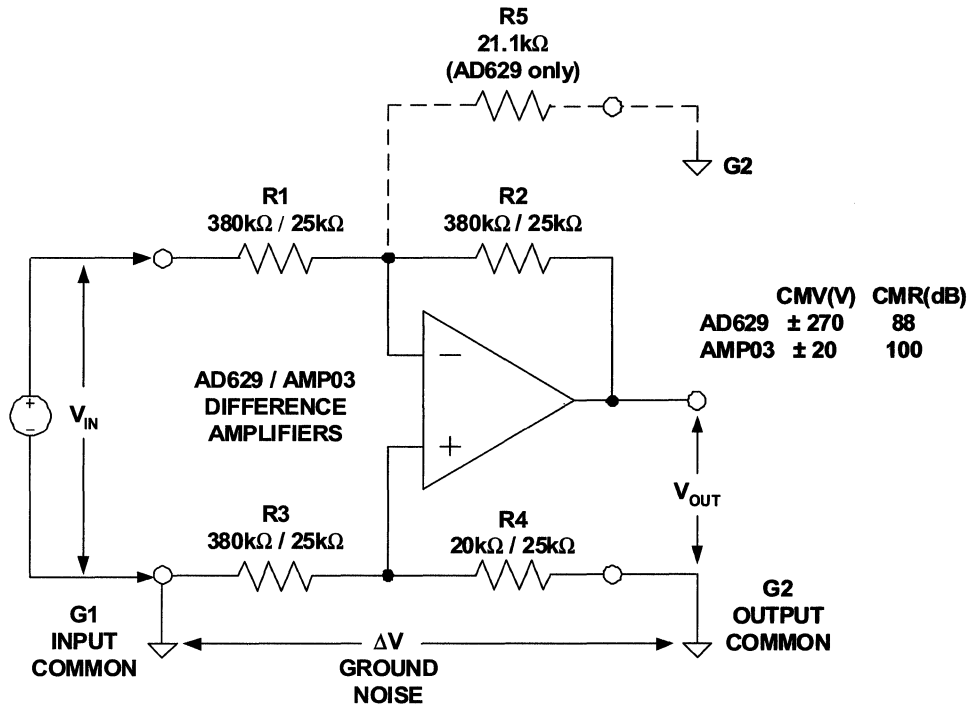 R5
21.1kΩ
(AD629 only)
G2
R1
380kΩ / 25kΩ
R2
380kΩ / 25kΩ
CMV(V) CMR(dB)
AD629 ± 270 88
AMP03 ± 20 100
+
−
V_IN
AD629 / AMP03
DIFFERENCE
AMPLIFIERS
−
+
V_OUT
R3
380kΩ / 25kΩ
R4
20kΩ / 25kΩ
G1
INPUT
COMMON
ΔV
GROUND
NOISE
G2
OUTPUT
COMMON